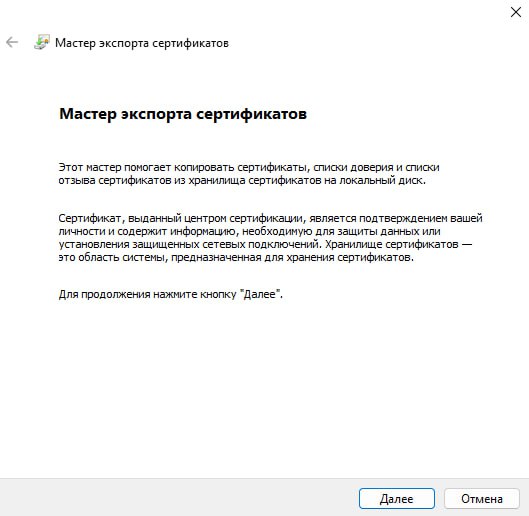 Мастер экспорта сертификатов
Мастер экспорта сертификатов
Этот мастер помогает копировать сертификаты, списки доверия и списки
отзыва сертификатов из хранилища сертификатов на локальный диск.
Сертификат, выданный центром сертификации, является подтверждением вашей
личности и содержит информацию, необходимую для защиты данных или
установления защищенных сетевых подключений. Хранилище сертификатов —
это область системы, предназначенная для хранения сертификатов.
Для продолжения нажмите кнопку "Далее".
Далее
Отмена